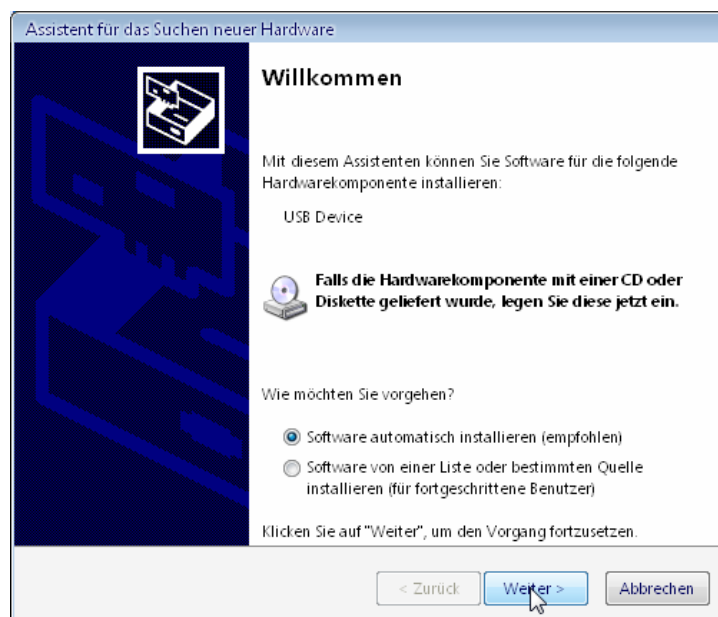 Assistent für das Suchen neuer Hardware
Willkommen
Mit diesem Assistenten können Sie Software für die folgende
Hardwarekomponente installieren:
USB Device
Falls die Hardwarekomponente mit einer CD oder
Diskette geliefert wurde, legen Sie diese jetzt ein.
Wie möchten Sie vorgehen?
Software automatisch installieren (empfohlen)
Software von einer Liste oder bestimmten Quelle
installieren (für fortgeschrittene Benutzer)
Klicken Sie auf "Weiter", um den Vorgang fortzusetzen.
< Zurück Weiter > Abbrechen